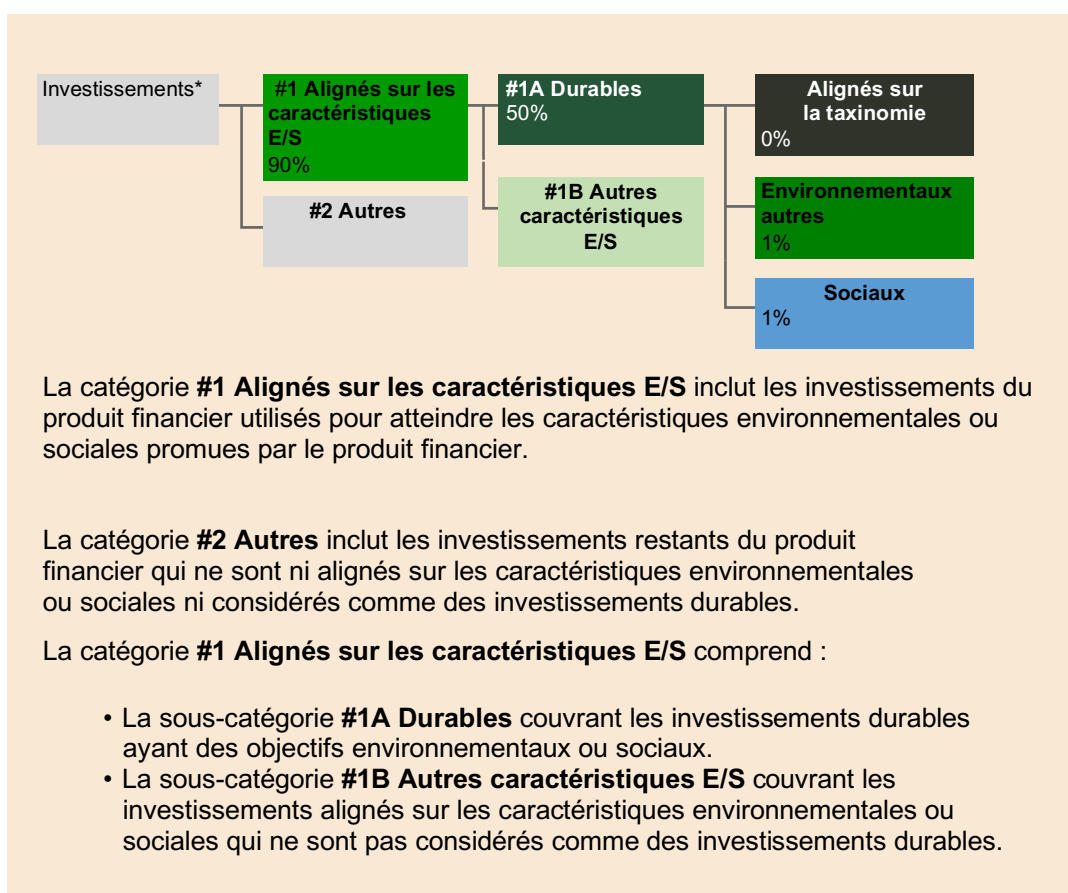 Investissements*
#1 Alignés sur les
caractéristiques
E/S
90%
#2 Autres
#1A Durables
50%
#1B Autres
caractéristiques
E/S
Alignés sur
la taxinomie
0%
Environnementaux
autres
1%
Sociaux
1%
La catégorie #1 Alignés sur les caractéristiques E/S inclut les investissements du
produit financier utilisés pour atteindre les caractéristiques environnementales ou
sociales promues par le produit financier.
La catégorie #2 Autres inclut les investissements restants du produit
financier qui ne sont ni alignés sur les caractéristiques environnementales
ou sociales ni considérés comme des investissements durables.
La catégorie #1 Alignés sur les caractéristiques E/S comprend :
• La sous-catégorie #1A Durables couvrant les investissements durables
ayant des objectifs environnementaux ou sociaux.
• La sous-catégorie #1B Autres caractéristiques E/S couvrant les
investissements alignés sur les caractéristiques environnementales ou
sociales qui ne sont pas considérés comme des investissements durables.